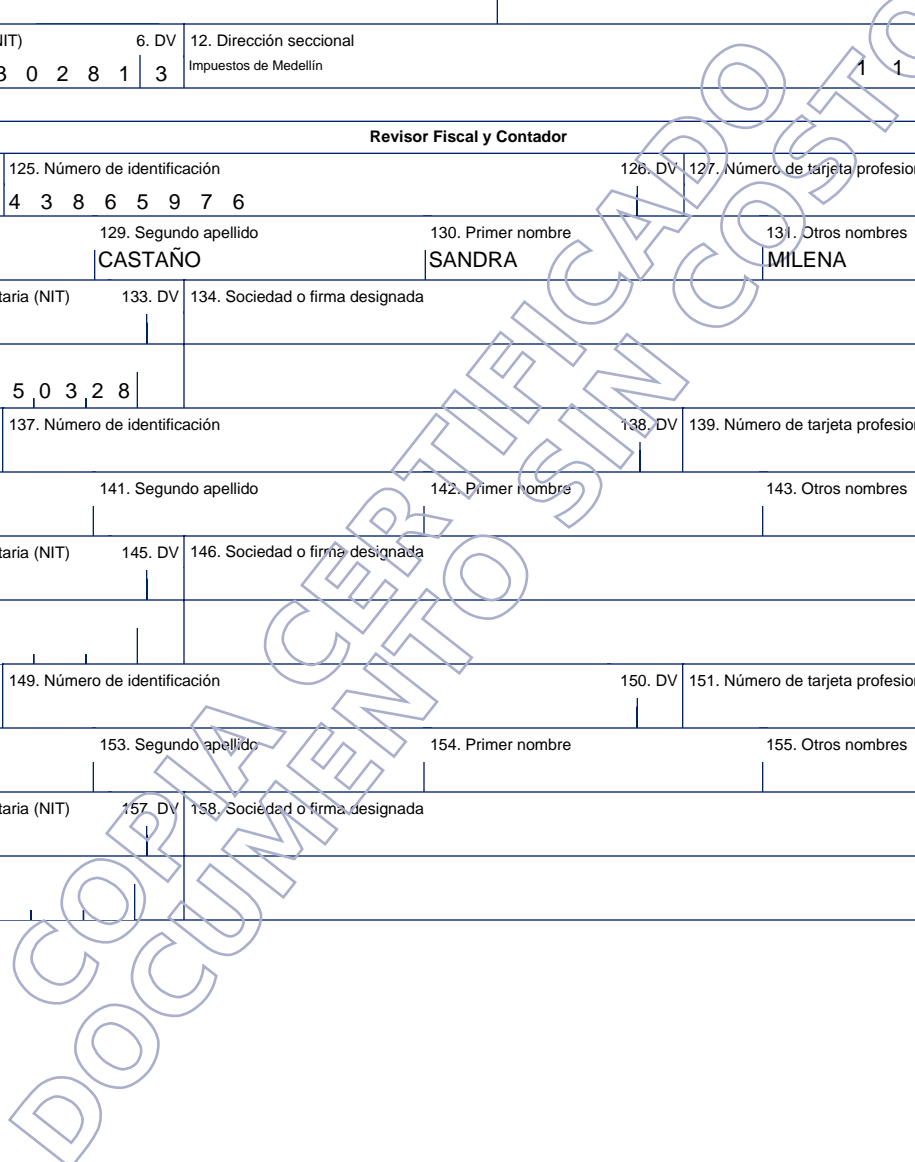 NIT) 6. DV 12. Dirección seccional
3 0 2 8 1 3 Impuestos de Medellín 1 1
Revisor Fiscal y Contador
125. Número de identificación 126. DV 127. Número de tarjeta profesion
4 3 8 6 5 9 7 6
129. Segundo apellido 130. Primer nombre 131. Otros nombres
CASTAÑO SANDRA MILENA
taria (NIT) 133. DV 134. Sociedad o firma designada
5 0 3 2 8
137. Número de identificación 138. DV 139. Número de tarjeta profesion
141. Segundo apellido 142. Primer nombre 143. Otros nombres
taria (NIT) 145. DV 146. Sociedad o firma designada
149. Número de identificación 150. DV 151. Número de tarjeta profesion
153. Segundo apellido 154. Primer nombre 155. Otros nombres
taria (NIT) 157. DV 158. Sociedad o firma designada
COPIA CERTIFICADO
DOCUMENTO SIN COSTO